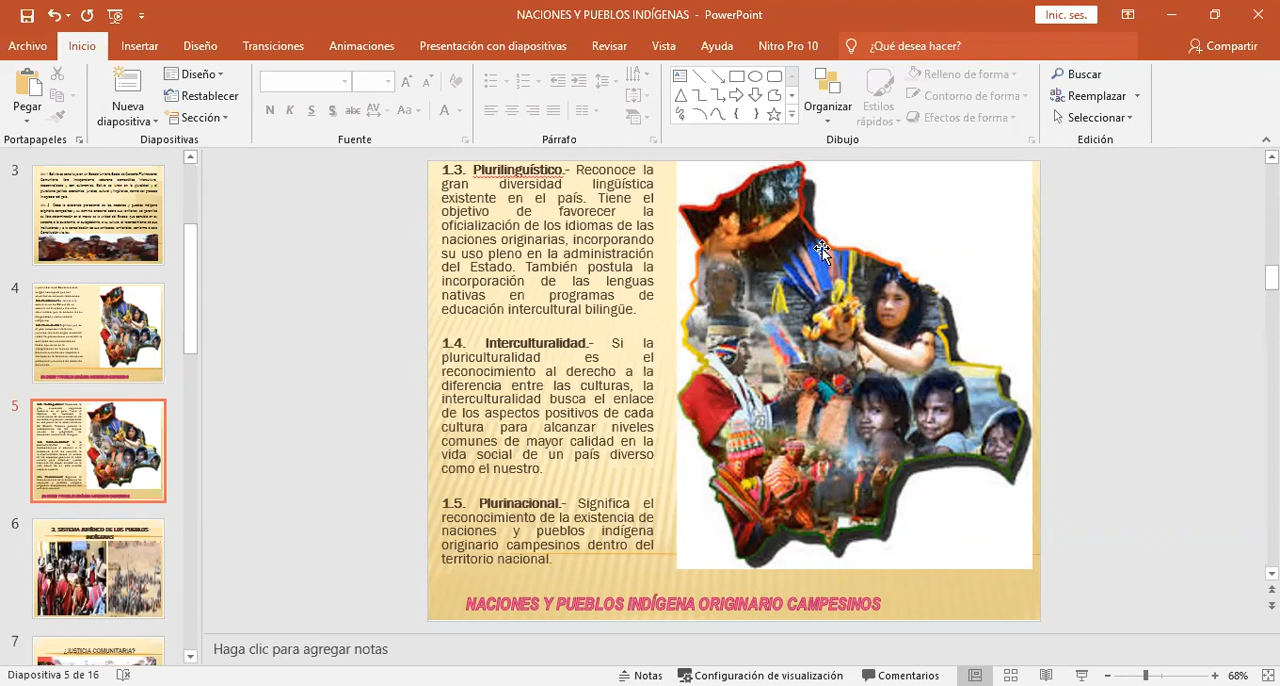 NACIONES Y PUEBLOS INDÍGENAS - PowerPoint
Inic. ses.
Archivo Inicio Insertar Diseño Transiciones Animaciones Presentación con diapositivas Revisar Vista Ayuda Nitro Pro 10 ¿Qué desea hacer? Compartir
Pegar
Nueva
diapositiva
Diseño
Restablecer
Sección
N K S S abc AV Aa A
Organizar
Estilos
rápidos
Relleno de forma
Contorno de forma
Efectos de forma
Buscar
Reemplazar
Seleccionar
Portapapeles Diapositivas Fuente Párrafo Dibujo Edición
3
4
5
6
2. SISTEMA JURÍDICO DE LOS PUEBLOS
INDÍGENAS
7
¿JUSTICIA COMUNITARIA?
1.3. Plurilinguístico.- Reconoce la
gran diversidad lingüística
existente en el país. Tiene el
objetivo de favorecer la
oficialización de los idiomas de las
naciones originarias, incorporando
su uso pleno en la administración
del Estado. También postula la
incorporación de las lenguas
nativas en programas de
educación intercultural bilingüe.
1.4. Interculturalidad.- Si la
pluriculturalidad es el
reconocimiento al derecho a la
diferencia entre las culturas, la
interculturalidad busca el enlace
de los aspectos positivos de cada
cultura para alcanzar niveles
comunes de mayor calidad en la
vida social de un país diverso
como el nuestro.
1.5. Plurinacional.- Significa el
reconocimiento de la existencia de
naciones y pueblos indígena
originario campesinos dentro del
territorio nacional.
NACIONES Y PUEBLOS INDÍGENA ORIGINARIO CAMPESINOS
Haga clic para agregar notas
Diapositiva 5 de 16 Notas Configuración de visualización Comentarios 68%